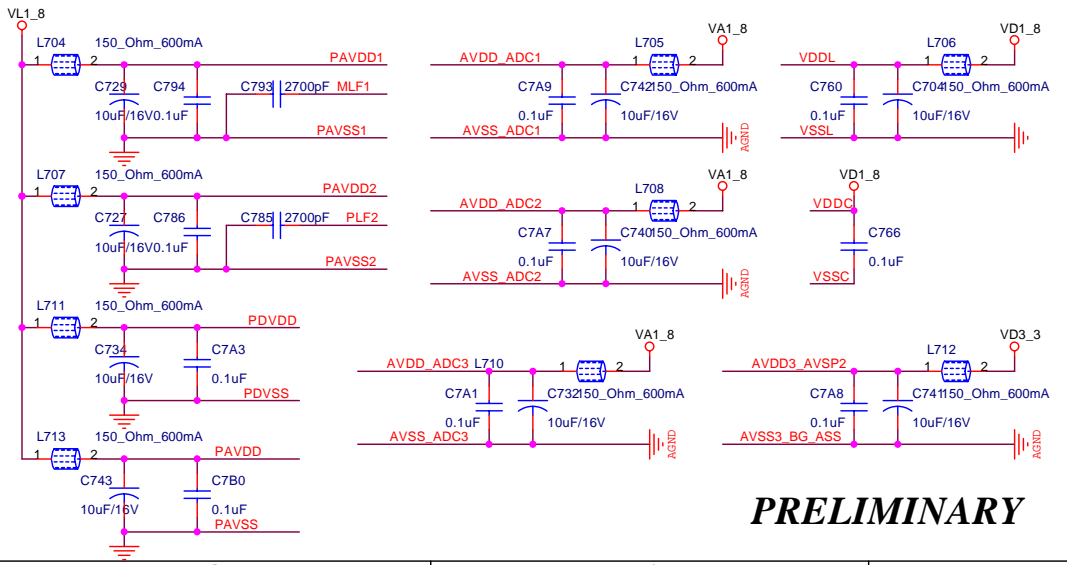 VL1_8
L704 150_Ohm_600mA
1 2 PAVDD1
C729 C794 C793 2700pF MLF1
10uF/16V 0.1uF
PAVSS1
L707 150_Ohm_600mA
1 2 PAVDD2
C727 C786 C785 2700pF PLF2
10uF/16V 0.1uF
PAVSS2
L711 150_Ohm_600mA
1 2 PDVDD
C734 C7A3
10uF/16V 0.1uF
PDVSS
L713 150_Ohm_600mA
1 2 PAVDD
C743 C7B0
10uF/16V 0.1uF
PAVSS
VA1_8
L705
AVDD_ADC1 1 2
C7A9 C742 150_Ohm_600mA
0.1uF 10uF/16V
AVSS_ADC1 AGND
VA1_8
L708
AVDD_ADC2 1 2
C7A7 C740 150_Ohm_600mA
0.1uF 10uF/16V
AVSS_ADC2 AGND
VA1_8
AVDD_ADC3 L710 1 2
C7A1 C732 150_Ohm_600mA
0.1uF 10uF/16V
AVSS_ADC3 AGND
VD1_8
L706
VDDL 1 2
C760 C704 150_Ohm_600mA
0.1uF 10uF/16V
VSSL
VD1_8
VDDC
C766
0.1uF
VSSC
VD3_3
L712
AVDD3_AVSP2 1 2
C7A8 C741 150_Ohm_600mA
0.1uF 10uF/16V
AVSS3_BG_ASS AGND
PRELIMINARY